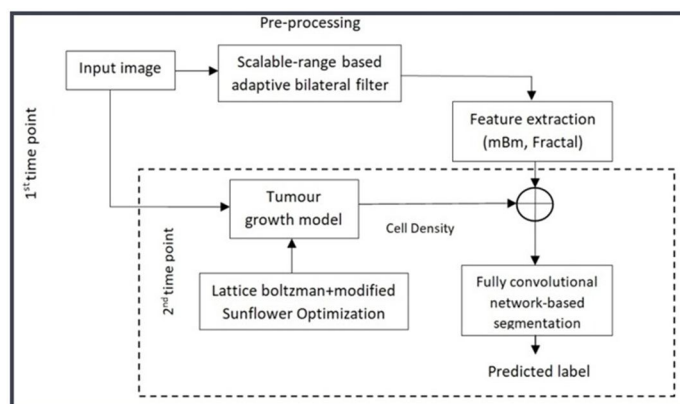 Pre-processing
Input image
Scalable-range based
adaptive bilateral filter
Feature extraction
(mBm, Fractal)
1st time point
Tumour
growth model
Cell Density
2nd time point
Lattice boltzman+modified
Sunflower Optimization
Fully convolutional
network-based
segmentation
Predicted label